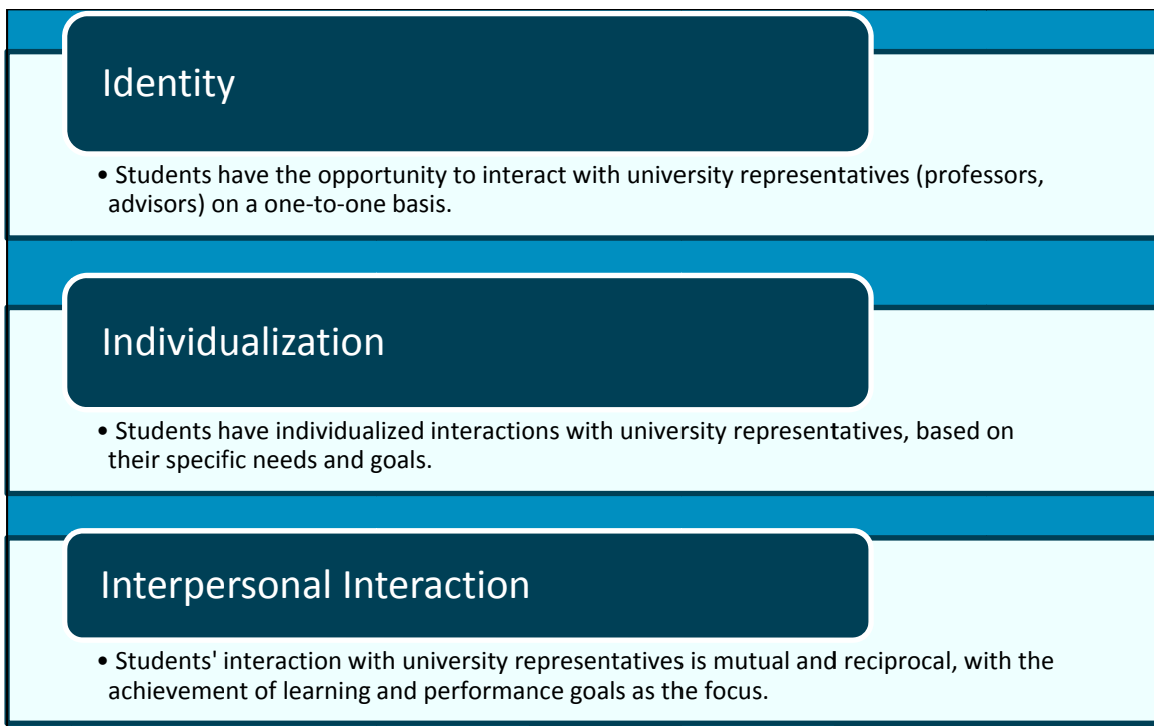 Identity
• Students have the opportunity to interact with university representatives (professors,
advisors) on a one-to-one basis.
Individualization
• Students have individualized interactions with university representatives, based on
their specific needs and goals.
Interpersonal Interaction
• Students' interaction with university representatives is mutual and reciprocal, with the
achievement of learning and performance goals as the focus.